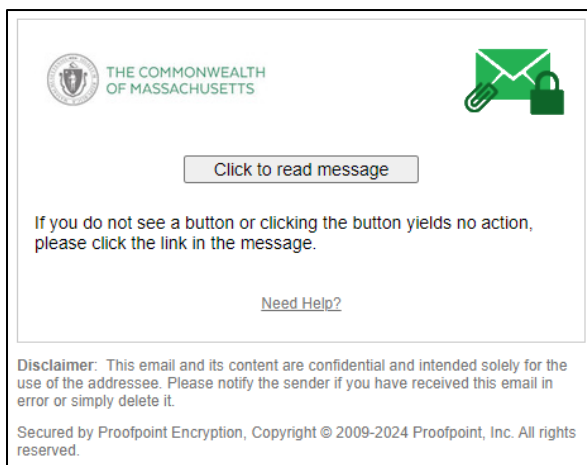 THE COMMONWEALTH
OF MASSACHUSETTS
Click to read message
If you do not see a button or clicking the button yields no action,
please click the link in the message.
Need Help?
Disclaimer:  This email and its content are confidential and intended solely for the
use of the addressee. Please notify the sender if you have received this email in
error or simply delete it.
Secured by Proofpoint Encryption, Copyright © 2009-2024 Proofpoint, Inc. All rights
reserved.